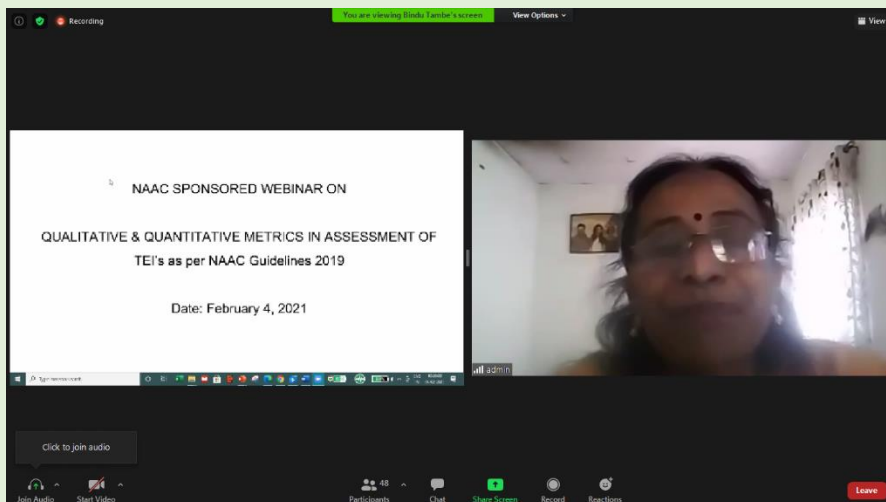 Recording
You are viewing Bindu Tambe's screen
View Options
View
NAAC SPONSORED WEBINAR ON
QUALITATIVE & QUANTITATIVE METRICS IN ASSESSMENT OF
TEI's as per NAAC Guidelines 2019
Date: February 4, 2021
admin
Click to join audio
48
Join Audio
Start Video
Participants
Chat
Share Screen
Record
Reactions
Leave